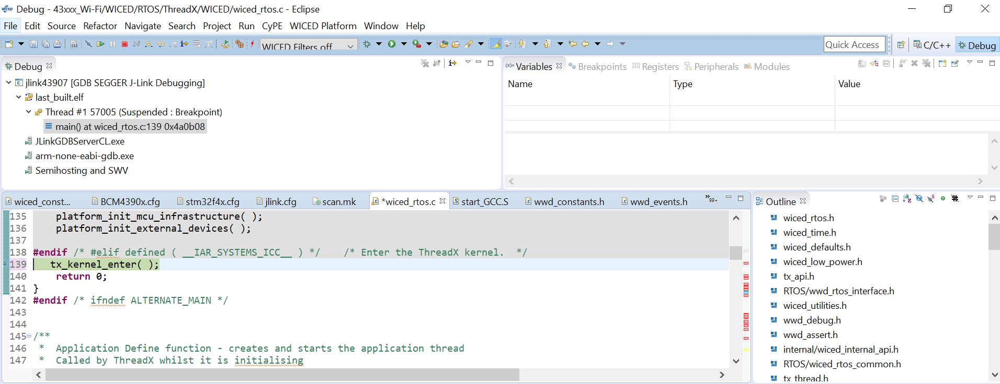 Debug - 43xxx_Wi-Fi/WICED/RTOS/ThreadX/WICED/wiced_rtos.c - Eclipse
File Edit Source Refactor Navigate Search Project Run CyPE WICED Platform Window Help
WICED Filters off
Quick Access
C/C++
Debug
Debug
jlink43907 [GDB SEGGER J-Link Debugging]
last_built.elf
Thread #1 57005 (Suspended : Breakpoint)
main() at wiced_rtos.c:139 0x4a0b08
JLinkGDBServerCL.exe
arm-none-eabi-gdb.exe
Semihosting and SWV
(x)= Variables Breakpoints Registers Peripherals Modules
Name Type Value
wiced_const... BCM4390x.cfg stm32f4x.cfg jlink.cfg scan.mk *wiced_rtos.c start_GCC.S wwd_constants.h wwd_events.h »99+
135 platform_init_mcu_infrastructure( );
136 platform_init_external_devices( );
137
138 #endif /* #elif defined ( __IAR_SYSTEMS_ICC__ ) */ /* Enter the ThreadX kernel. */
139 tx_kernel_enter( );
140 return 0;
141 }
142 #endif /* ifndef ALTERNATE_MAIN */
143
144
145 /**
146 * Application Define function - creates and starts the application thread
147 * Called by ThreadX whilst it is initialising
Outline
wiced_rtos.h
wiced_time.h
wiced_defaults.h
wiced_low_power.h
tx_api.h
RTOS/wwd_rtos_interface.h
wiced_utilities.h
wwd_debug.h
wwd_assert.h
internal/wiced_internal_api.h
RTOS/wiced_rtos_common.h
tx_thread.h